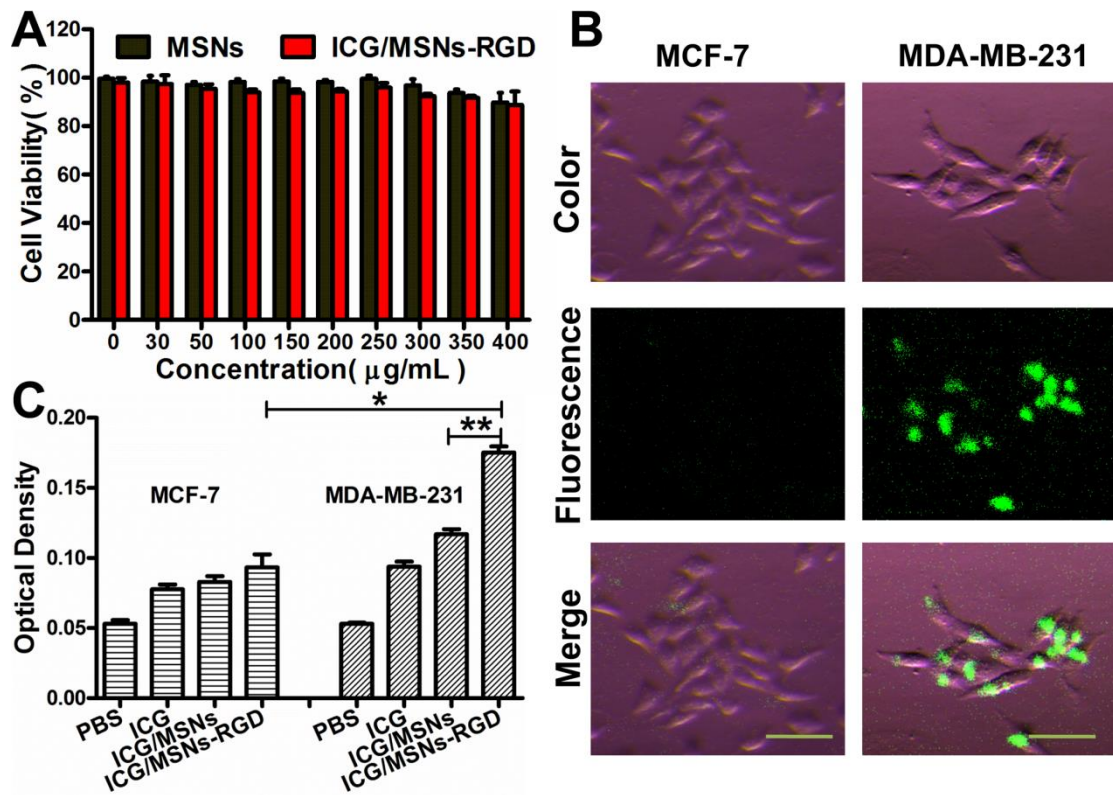 A
120
100
80
60
40
20
0
Cell Viability( % )
MSNs ICG/MSNs-RGD
0 30 50 100 150 200 250 300 350 400
Concentration( μg/mL )
B
MCF-7 MDA-MB-231
Color
Fluorescence
Merge
C
0.20
0.15
0.10
0.05
0.00
Optical Density
*
**
MCF-7 MDA-MB-231
PBS
ICG
ICG/MSNs
ICG/MSNs-RGD
PBS
ICG
ICG/MSNs
ICG/MSNs-RGD